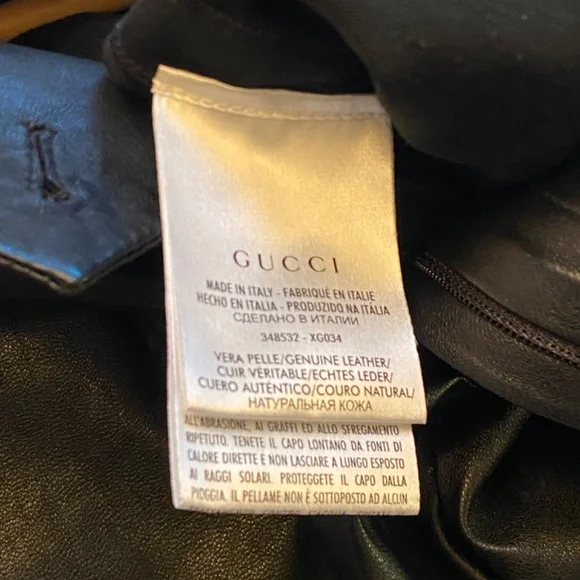 GUCCI
MADE IN ITALY - FABRIQUÉ EN ITALIE
HECHO EN ITALIA - PRODUZIDO NA ITÁLIA
СДЕЛАНО В ИТАЛИИ
348532 - XG034
VERA PELLE/GENUINE LEATHER/
CUIR VERITABLE/ECHTES LEDER/
CUERO AUTÉNTICO/COURO NATURAL/
НАТУРАЛЬНАЯ КОЖА
ALL'ABRASIONE, AI GRAFFI ED ALLO SFREGAMENTO
RIPETUTO. TENETE IL CAPO LONTANO DA FONTI DI
CALORE DIRETTE E NON LASCIARE A LUNGO ESPOSTO
AI RAGGI SOLARI. PROTEGGETE IL CAPO DALLA
PIOGGIA. IL PELLAME NON È SOTTOPOSTO AD ALCUN